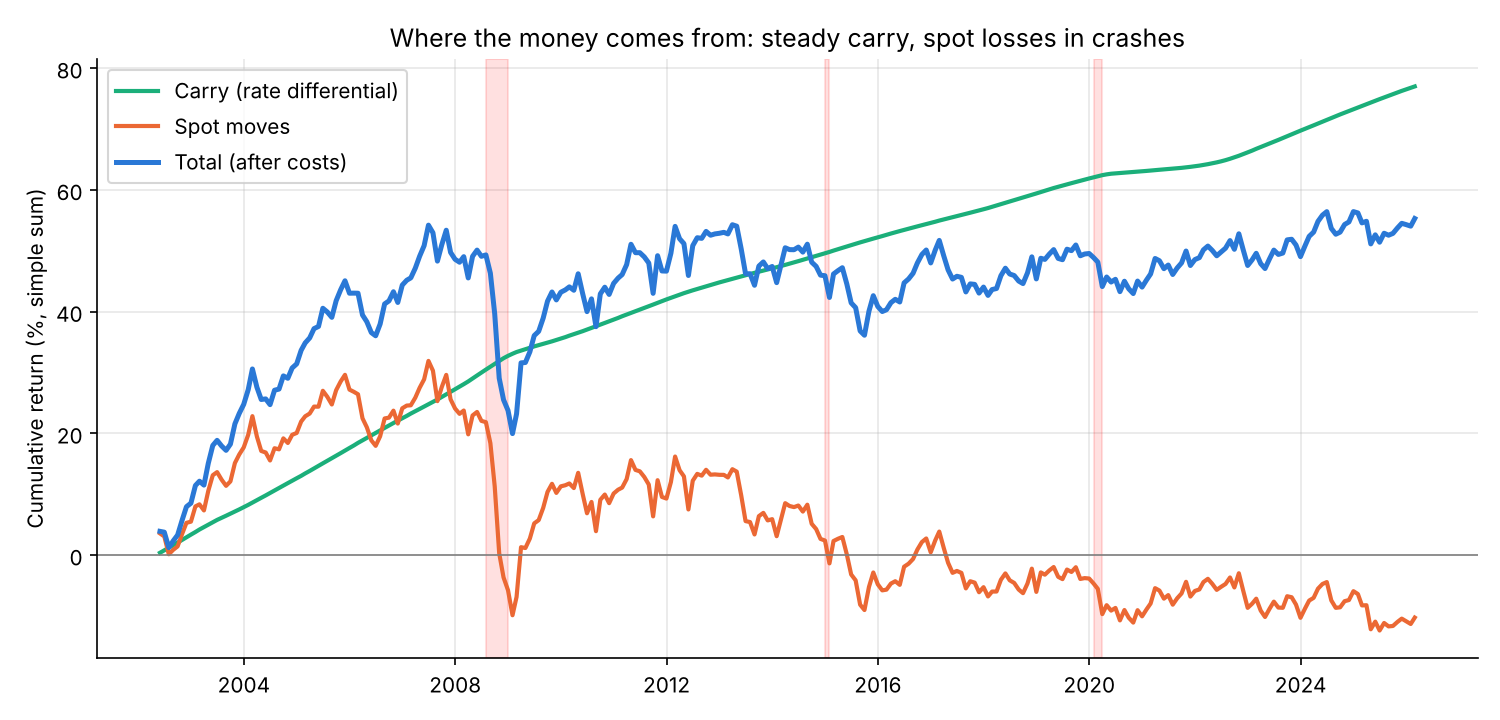 Where the money comes from: steady carry, spot losses in crashes
Carry (rate differential)
Spot moves
Total (after costs)
Cumulative return (%, simple sum)
80
60
40
20
0
2004
2008
2012
2016
2020
2024